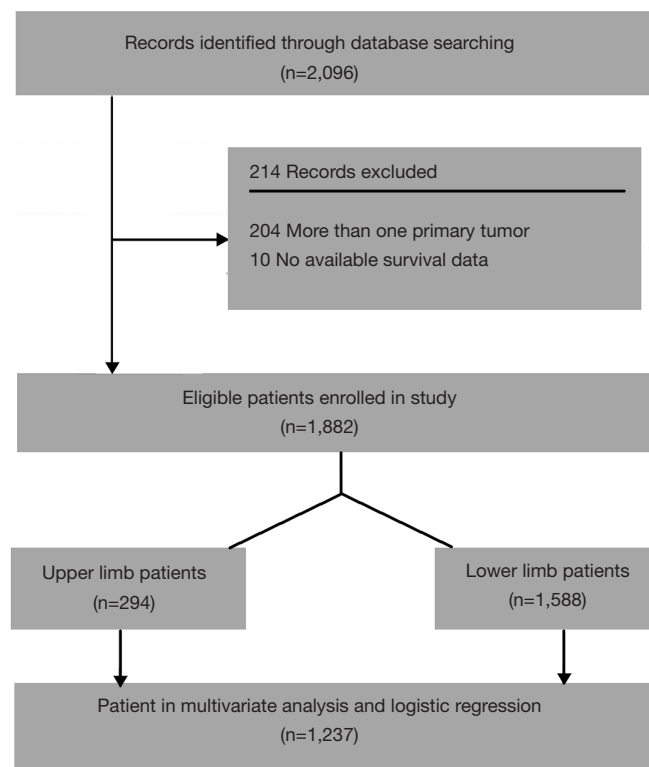 Records identified through database searching
(n=2,096)
214 Records excluded
204 More than one primary tumor
10 No available survival data
Eligible patients enrolled in study
(n=1,882)
Upper limb patients
(n=294)
Lower limb patients
(n=1,588)
Patient in multivariate analysis and logistic regression
(n=1,237)